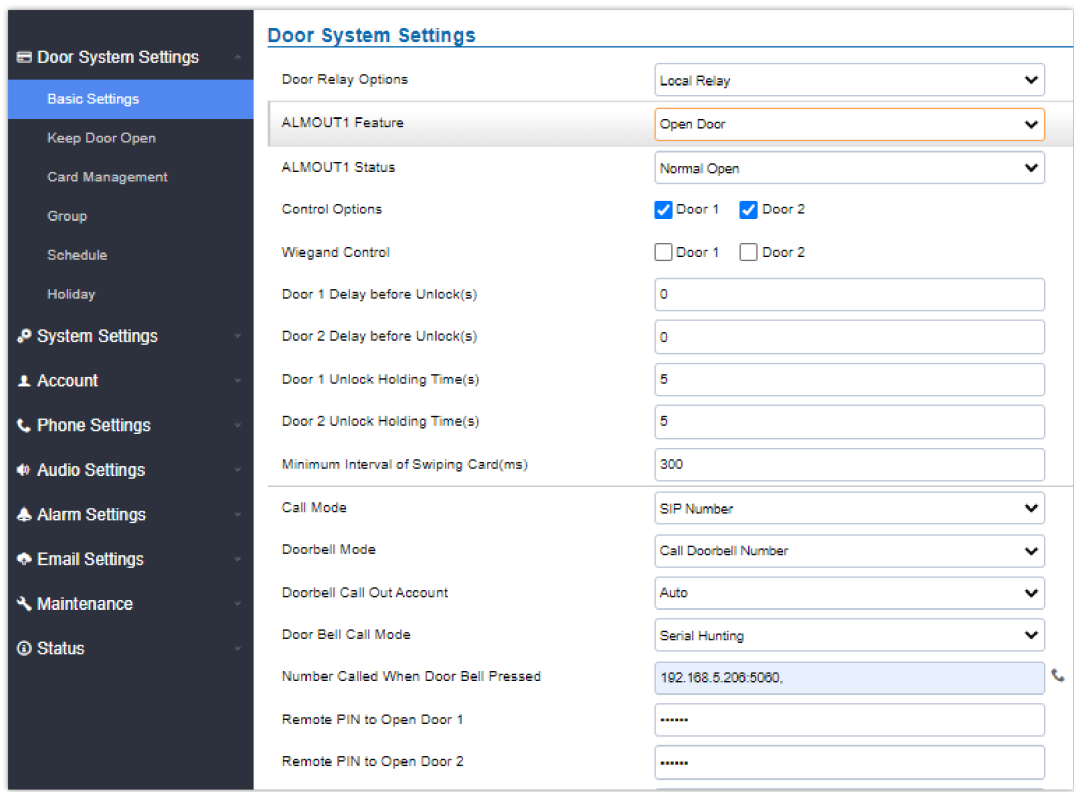 Door System Settings
Basic Settings
Keep Door Open
Card Management
Group
Schedule
Holiday
System Settings
Account
Phone Settings
Audio Settings
Alarm Settings
Email Settings
Maintenance
Status
Door System Settings
Door Relay Options Local Relay
ALMOUT1 Feature Open Door
ALMOUT1 Status Normal Open
Control Options Door 1 Door 2
Wiegand Control Door 1 Door 2
Door 1 Delay before Unlock(s) 0
Door 2 Delay before Unlock(s) 0
Door 1 Unlock Holding Time(s) 5
Door 2 Unlock Holding Time(s) 5
Minimum Interval of Swiping Card(ms) 300
Call Mode SIP Number
Doorbell Mode Call Doorbell Number
Doorbell Call Out Account Auto
Door Bell Call Mode Serial Hunting
Number Called When Door Bell Pressed 192.168.5.206:5060,
Remote PIN to Open Door 1 ••••••
Remote PIN to Open Door 2 ••••••